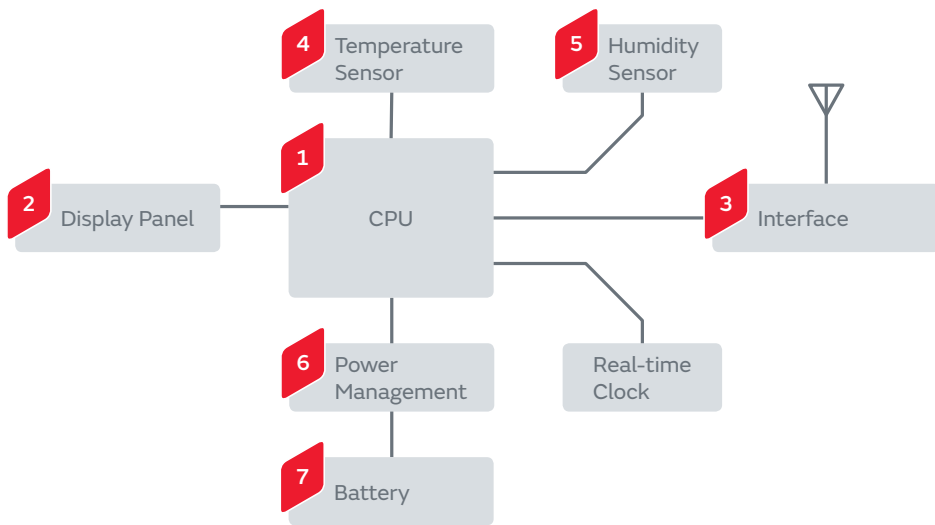 4
Temperature
Sensor
5
Humidity
Sensor
1
CPU
2
Display Panel
3
Interface
6
Power
Management
Real-time
Clock
7
Battery